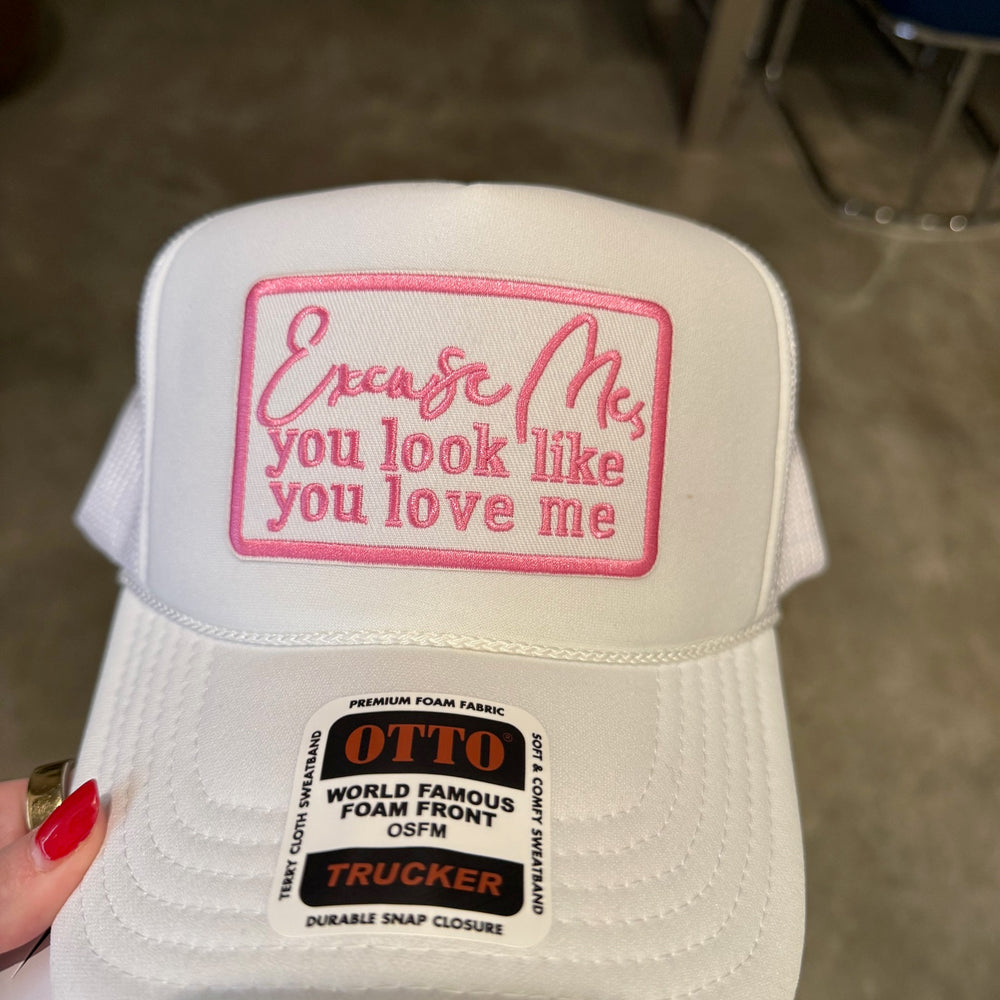 Excuse Me,
you look like
you love me
PREMIUM FOAM FABRIC
OTTO®
WORLD FAMOUS
FOAM FRONT
OSFM
TRUCKER
DURABLE SNAP CLOSURE
TERRY CLOTH SWEATBAND
SOFT & COMFY SWEATBAND